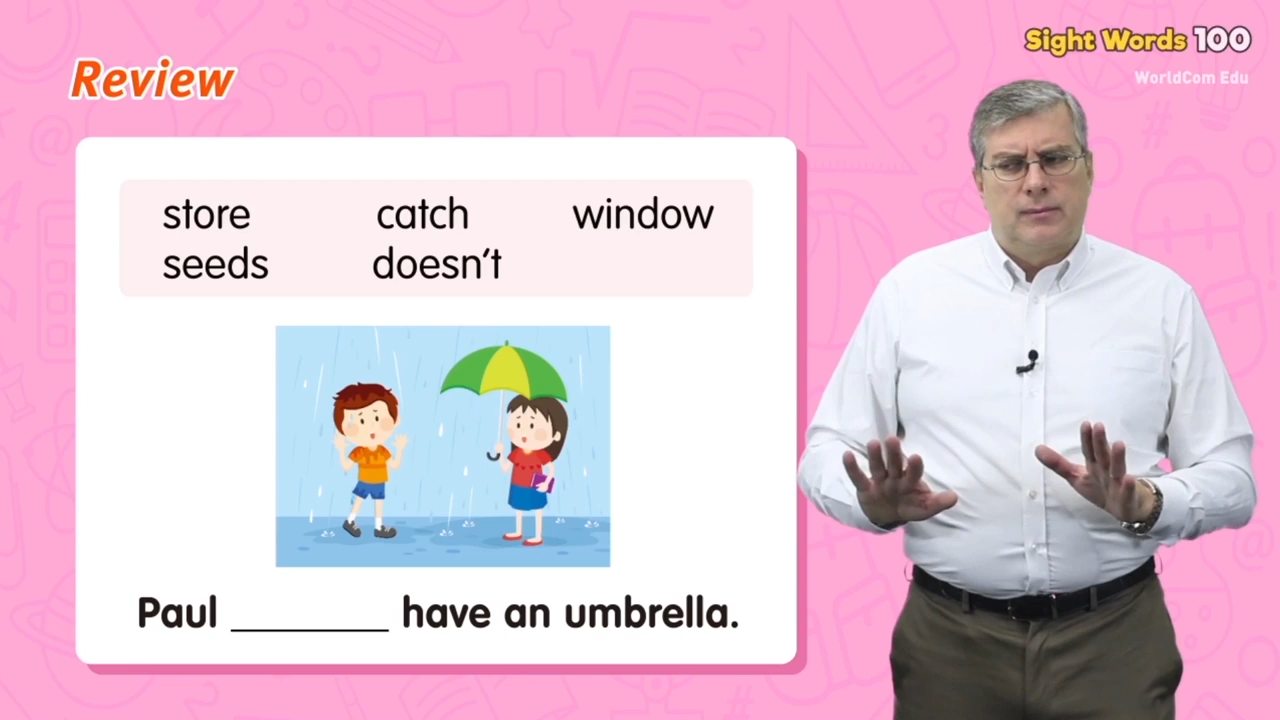 Sight Words 100
WorldCom Edu
Review
store catch window
seeds doesn't
Paul ________ have an umbrella.